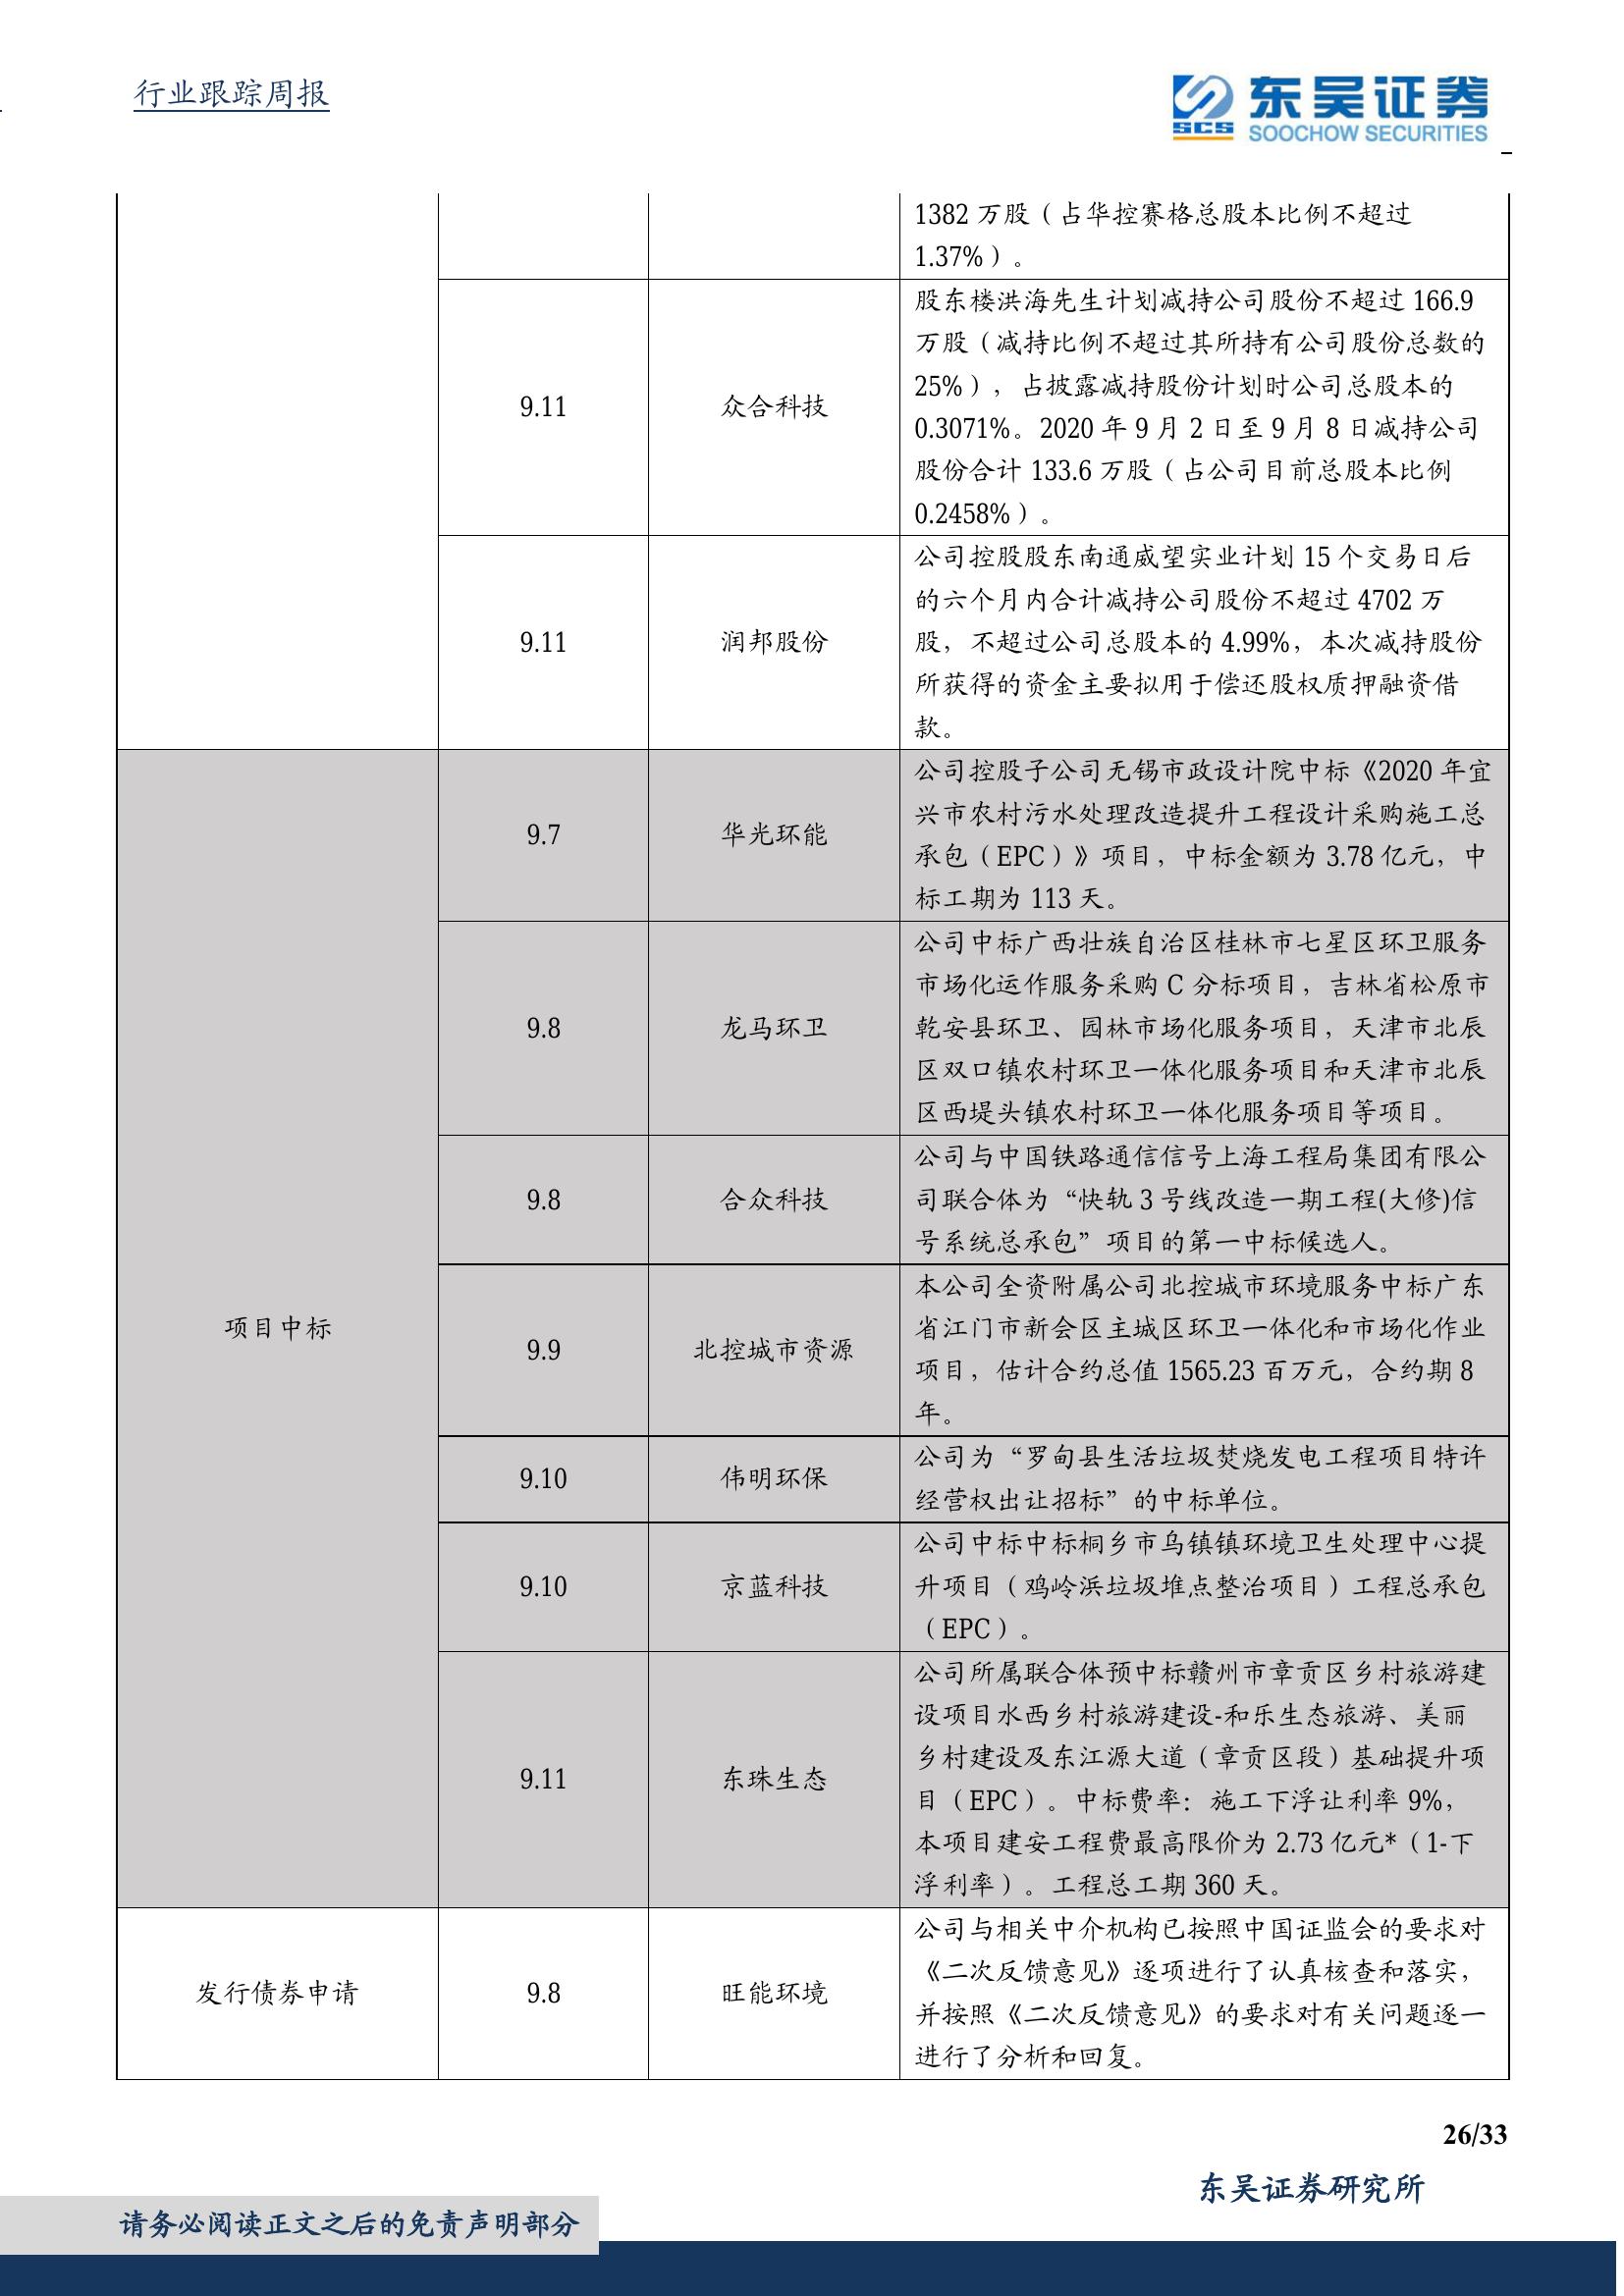 行业跟踪周报
SCS
东吴证券
SOOCHOW SECURITIES
1382 万股（占华控赛格总股本比例不超过
1.37%）。
9.11
众合科技
股东楼洪海先生计划减持公司股份不超过 166.9
万股（减持比例不超过其所持有公司股份总数的
25%），占披露减持股份计划时公司总股本的
0.3071%。2020 年 9 月 2 日至 9 月 8 日减持公司
股份合计 133.6 万股（占公司目前总股本比例
0.2458%）。
9.11
润邦股份
公司控股股东南通威望实业计划 15 个交易日后
的六个月内合计减持公司股份不超过 4702 万
股，不超过公司总股本的 4.99%，本次减持股份
所获得的资金主要拟用于偿还股权质押融资借
款。
项目中标
9.7
华光环能
公司控股子公司无锡市政设计院中标《2020 年宜
兴市农村污水处理改造提升工程设计采购施工总
承包（EPC）》项目，中标金额为 3.78 亿元，中
标工期为 113 天。
9.8
龙马环卫
公司中标广西壮族自治区桂林市七星区环卫服务
市场化运作服务采购 C 分标项目，吉林省松原市
乾安县环卫、园林市场化服务项目，天津市北辰
区双口镇农村环卫一体化服务项目和天津市北辰
区西堤头镇农村环卫一体化服务项目等项目。
9.8
合众科技
公司与中国铁路通信信号上海工程局集团有限公
司联合体为“快轨 3 号线改造一期工程(大修)信
号系统总承包”项目的第一中标候选人。
9.9
北控城市资源
本公司全资附属公司北控城市环境服务中标广东
省江门市新会区主城区环卫一体化和市场化作业
项目，估计合约总值 1565.23 百万元，合约期 8
年。
9.10
伟明环保
公司为“罗甸县生活垃圾焚烧发电工程项目特许
经营权出让招标”的中标单位。
9.10
京蓝科技
公司中标中标桐乡市乌镇镇环境卫生处理中心提
升项目（鸡岭浜垃圾堆点整治项目）工程总承包
（EPC）。
9.11
东珠生态
公司所属联合体预中标赣州市章贡区乡村旅游建
设项目水西乡村旅游建设-和乐生态旅游、美丽
乡村建设及东江源大道（章贡区段）基础提升项
目（EPC）。中标费率：施工下浮让利率 9%，
本项目建安工程费最高限价为 2.73 亿元*（1-下
浮利率）。工程总工期 360 天。
发行债券申请
9.8
旺能环境
公司与相关中介机构已按照中国证监会的要求对
《二次反馈意见》逐项进行了认真核查和落实，
并按照《二次反馈意见》的要求对有关问题逐一
进行了分析和回复。
26/33
东吴证券研究所
请务必阅读正文之后的免责声明部分